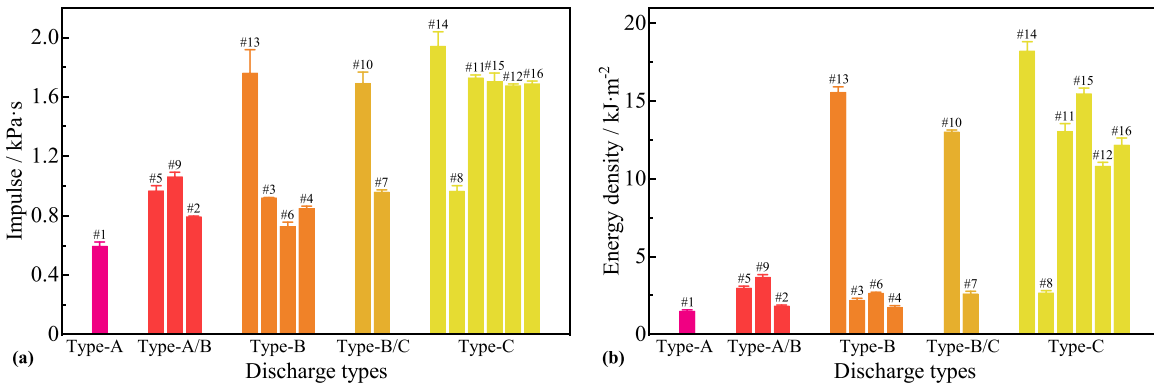 Impulse / kPa·s
2.0
1.6
1.2
0.8
0.4
0
#1
#5
#9
#2
#13
#3
#6
#4
#10
#7
#14
#8
#11
#15
#12
#16
Type-A
Type-A/B
Type-B
Type-B/C
Type-C
(a)
Discharge types
Energy density / kJ·m⁻²
20
15
10
5
0
#1
#5
#9
#2
#13
#3
#6
#4
#10
#7
#14
#8
#11
#15
#12
#16
Type-A
Type-A/B
Type-B
Type-B/C
Type-C
(b)
Discharge types